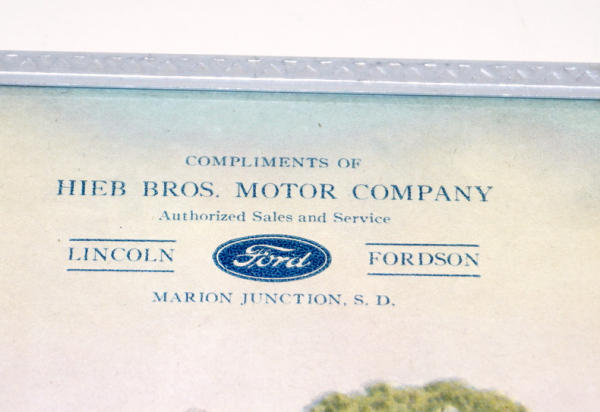 COMPLIMENTS OF
HIEB BROS. MOTOR COMPANY
Authorized Sales and Service
LINCOLN Ford FORDSON
MARION JUNCTION, S. D.